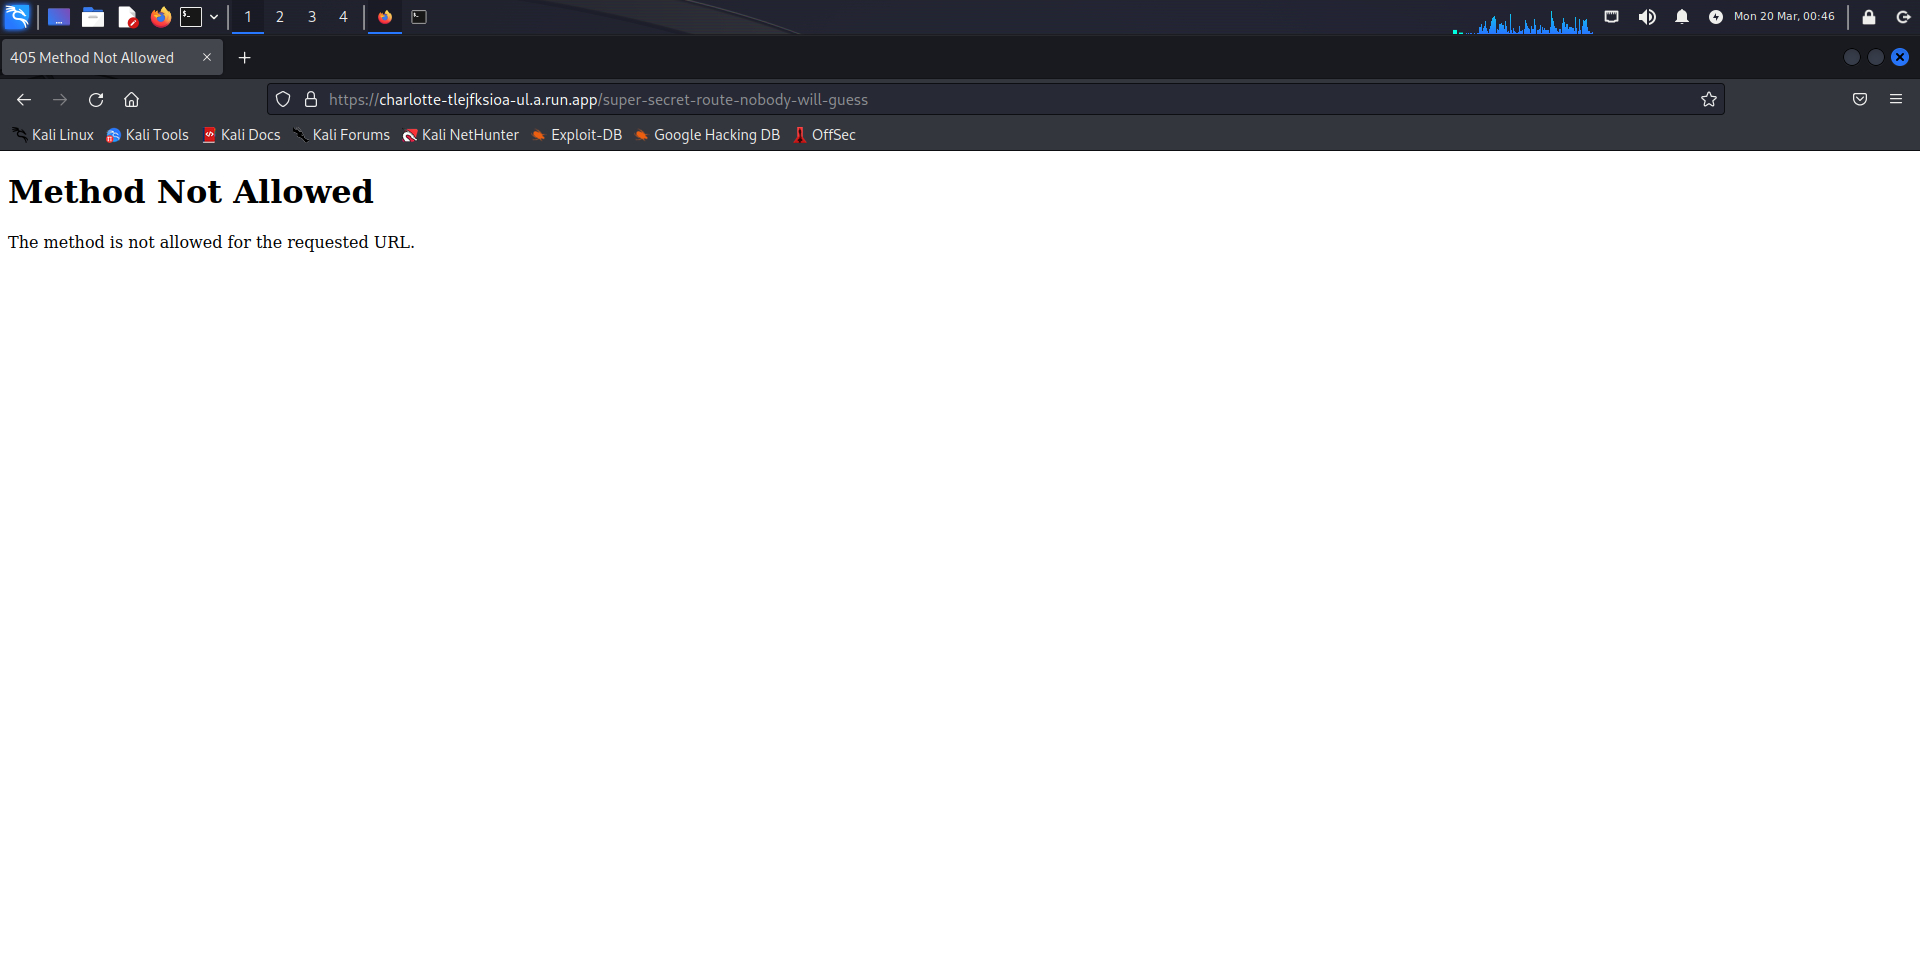 1 2 3 4 Mon 20 Mar, 00:46
405 Method Not Allowed
https://charlotte-tlejfksioa-ul.a.run.app/super-secret-route-nobody-will-guess
Kali Linux Kali Tools Kali Docs Kali Forums Kali NetHunter Exploit-DB Google Hacking DB OffSec
Method Not Allowed
The method is not allowed for the requested URL.